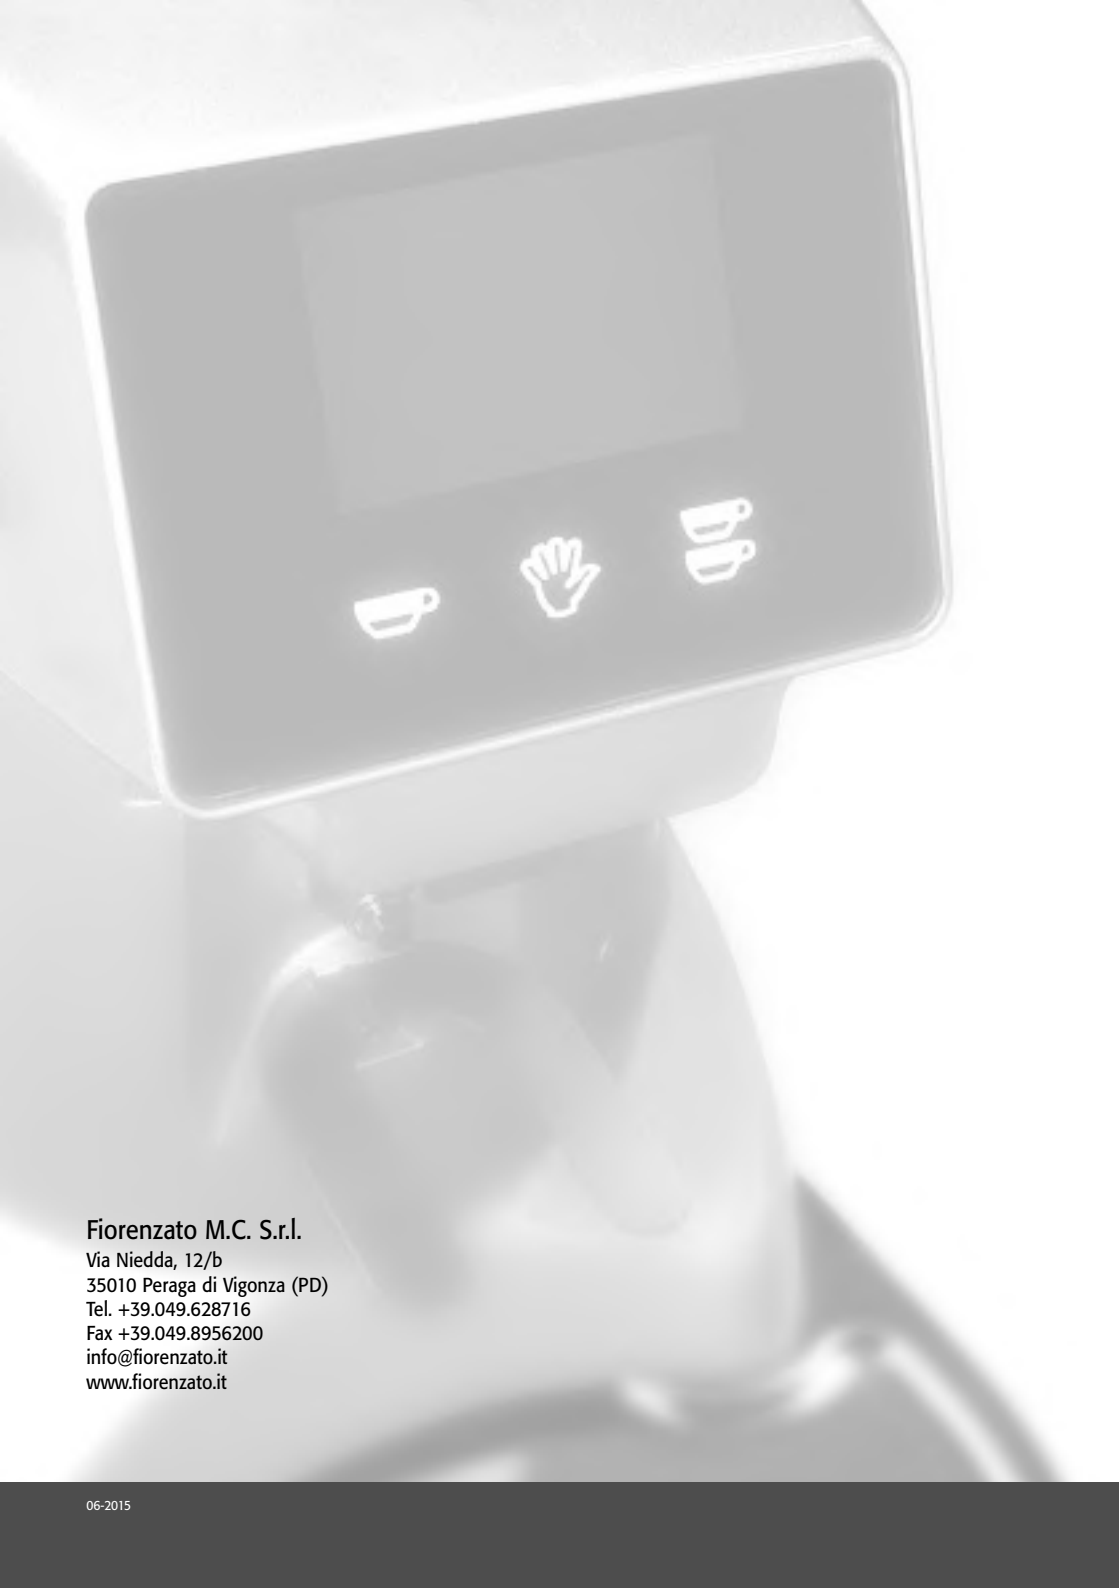 Fiorenzato M.C. S.r.l.
Via Niedda, 12/b
35010 Peraga di Vigonza (PD)
Tel. +39.049.628716
Fax +39.049.8956200
info@fiorenzato.it
www.fiorenzato.it
06-2015